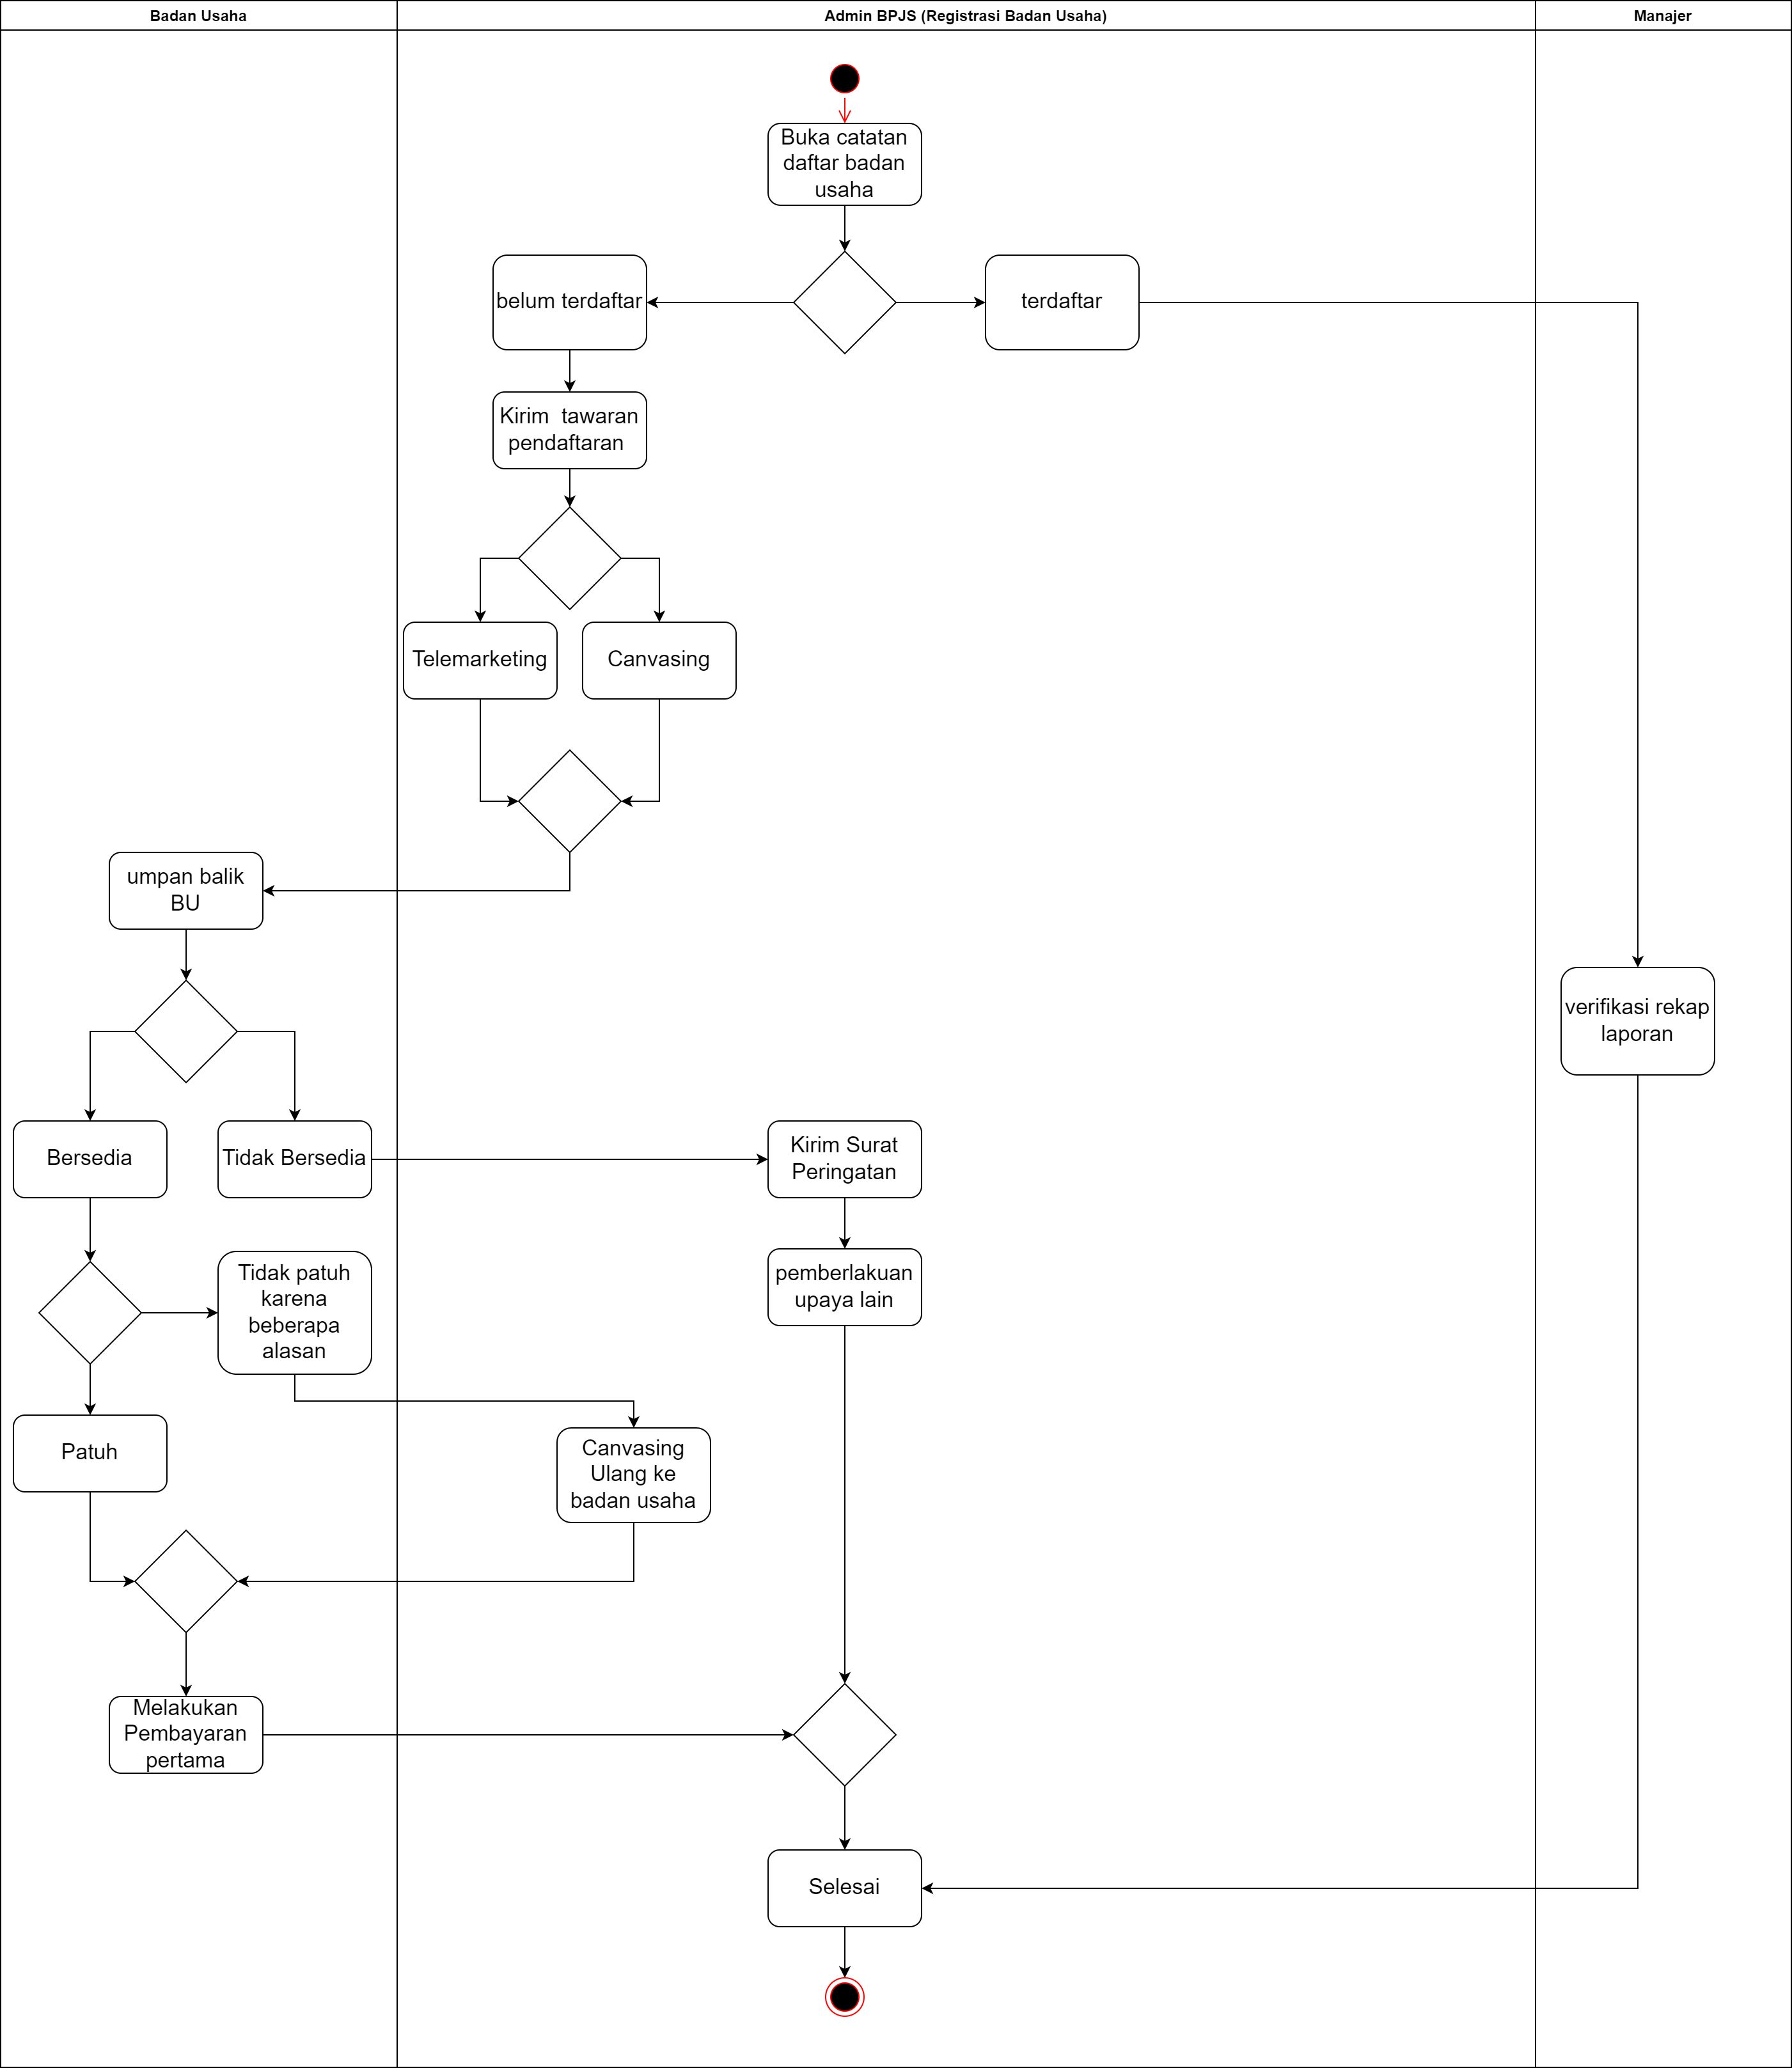 Badan Usaha
Admin BPJS (Registrasi Badan Usaha)
Manajer
Buka catatan
daftar badan
usaha
belum terdaftar
terdaftar
Kirim  tawaran
pendaftaran
Telemarketing
Canvasing
umpan balik
BU
verifikasi rekap
laporan
Bersedia
Tidak Bersedia
Kirim Surat
Peringatan
Tidak patuh
karena
beberapa
alasan
pemberlakuan
upaya lain
Patuh
Canvasing
Ulang ke
badan usaha
Melakukan
Pembayaran
pertama
Selesai